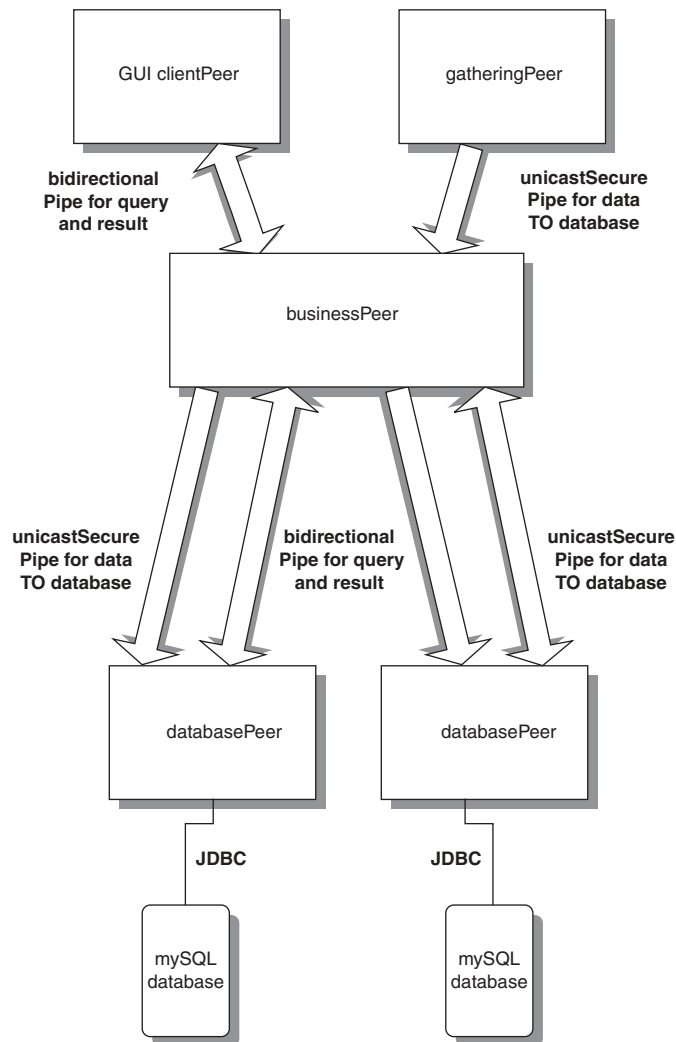 GUI clientPeer
gatheringPeer
bidirectional
Pipe for query
and result
unicastSecure
Pipe for data
TO database
businessPeer
unicastSecure
Pipe for data
TO database
bidirectional
Pipe for query
and result
unicastSecure
Pipe for data
TO database
databasePeer
databasePeer
JDBC
JDBC
mySQL
database
mySQL
database